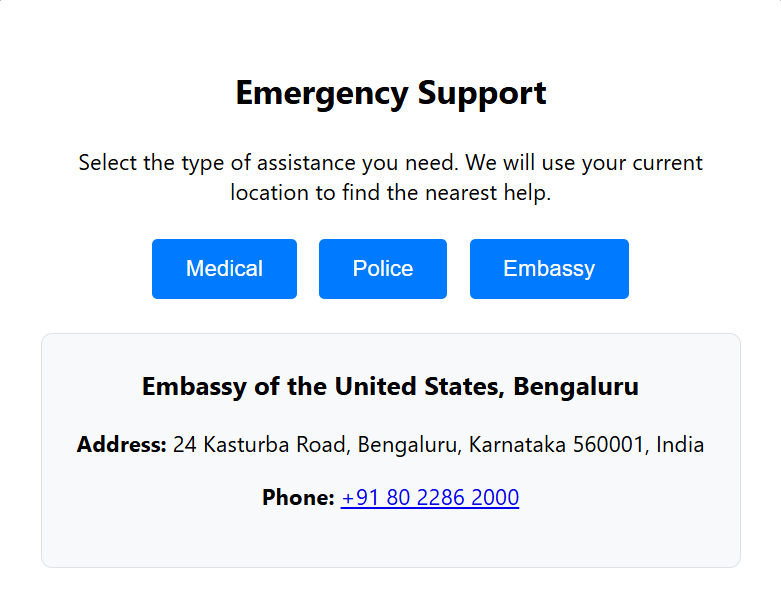 Emergency Support
Select the type of assistance you need. We will use your current
location to find the nearest help.
Medical
Police
Embassy
Embassy of the United States, Bengaluru
Address: 24 Kasturba Road, Bengaluru, Karnataka 560001, India
Phone: +91 80 2286 2000